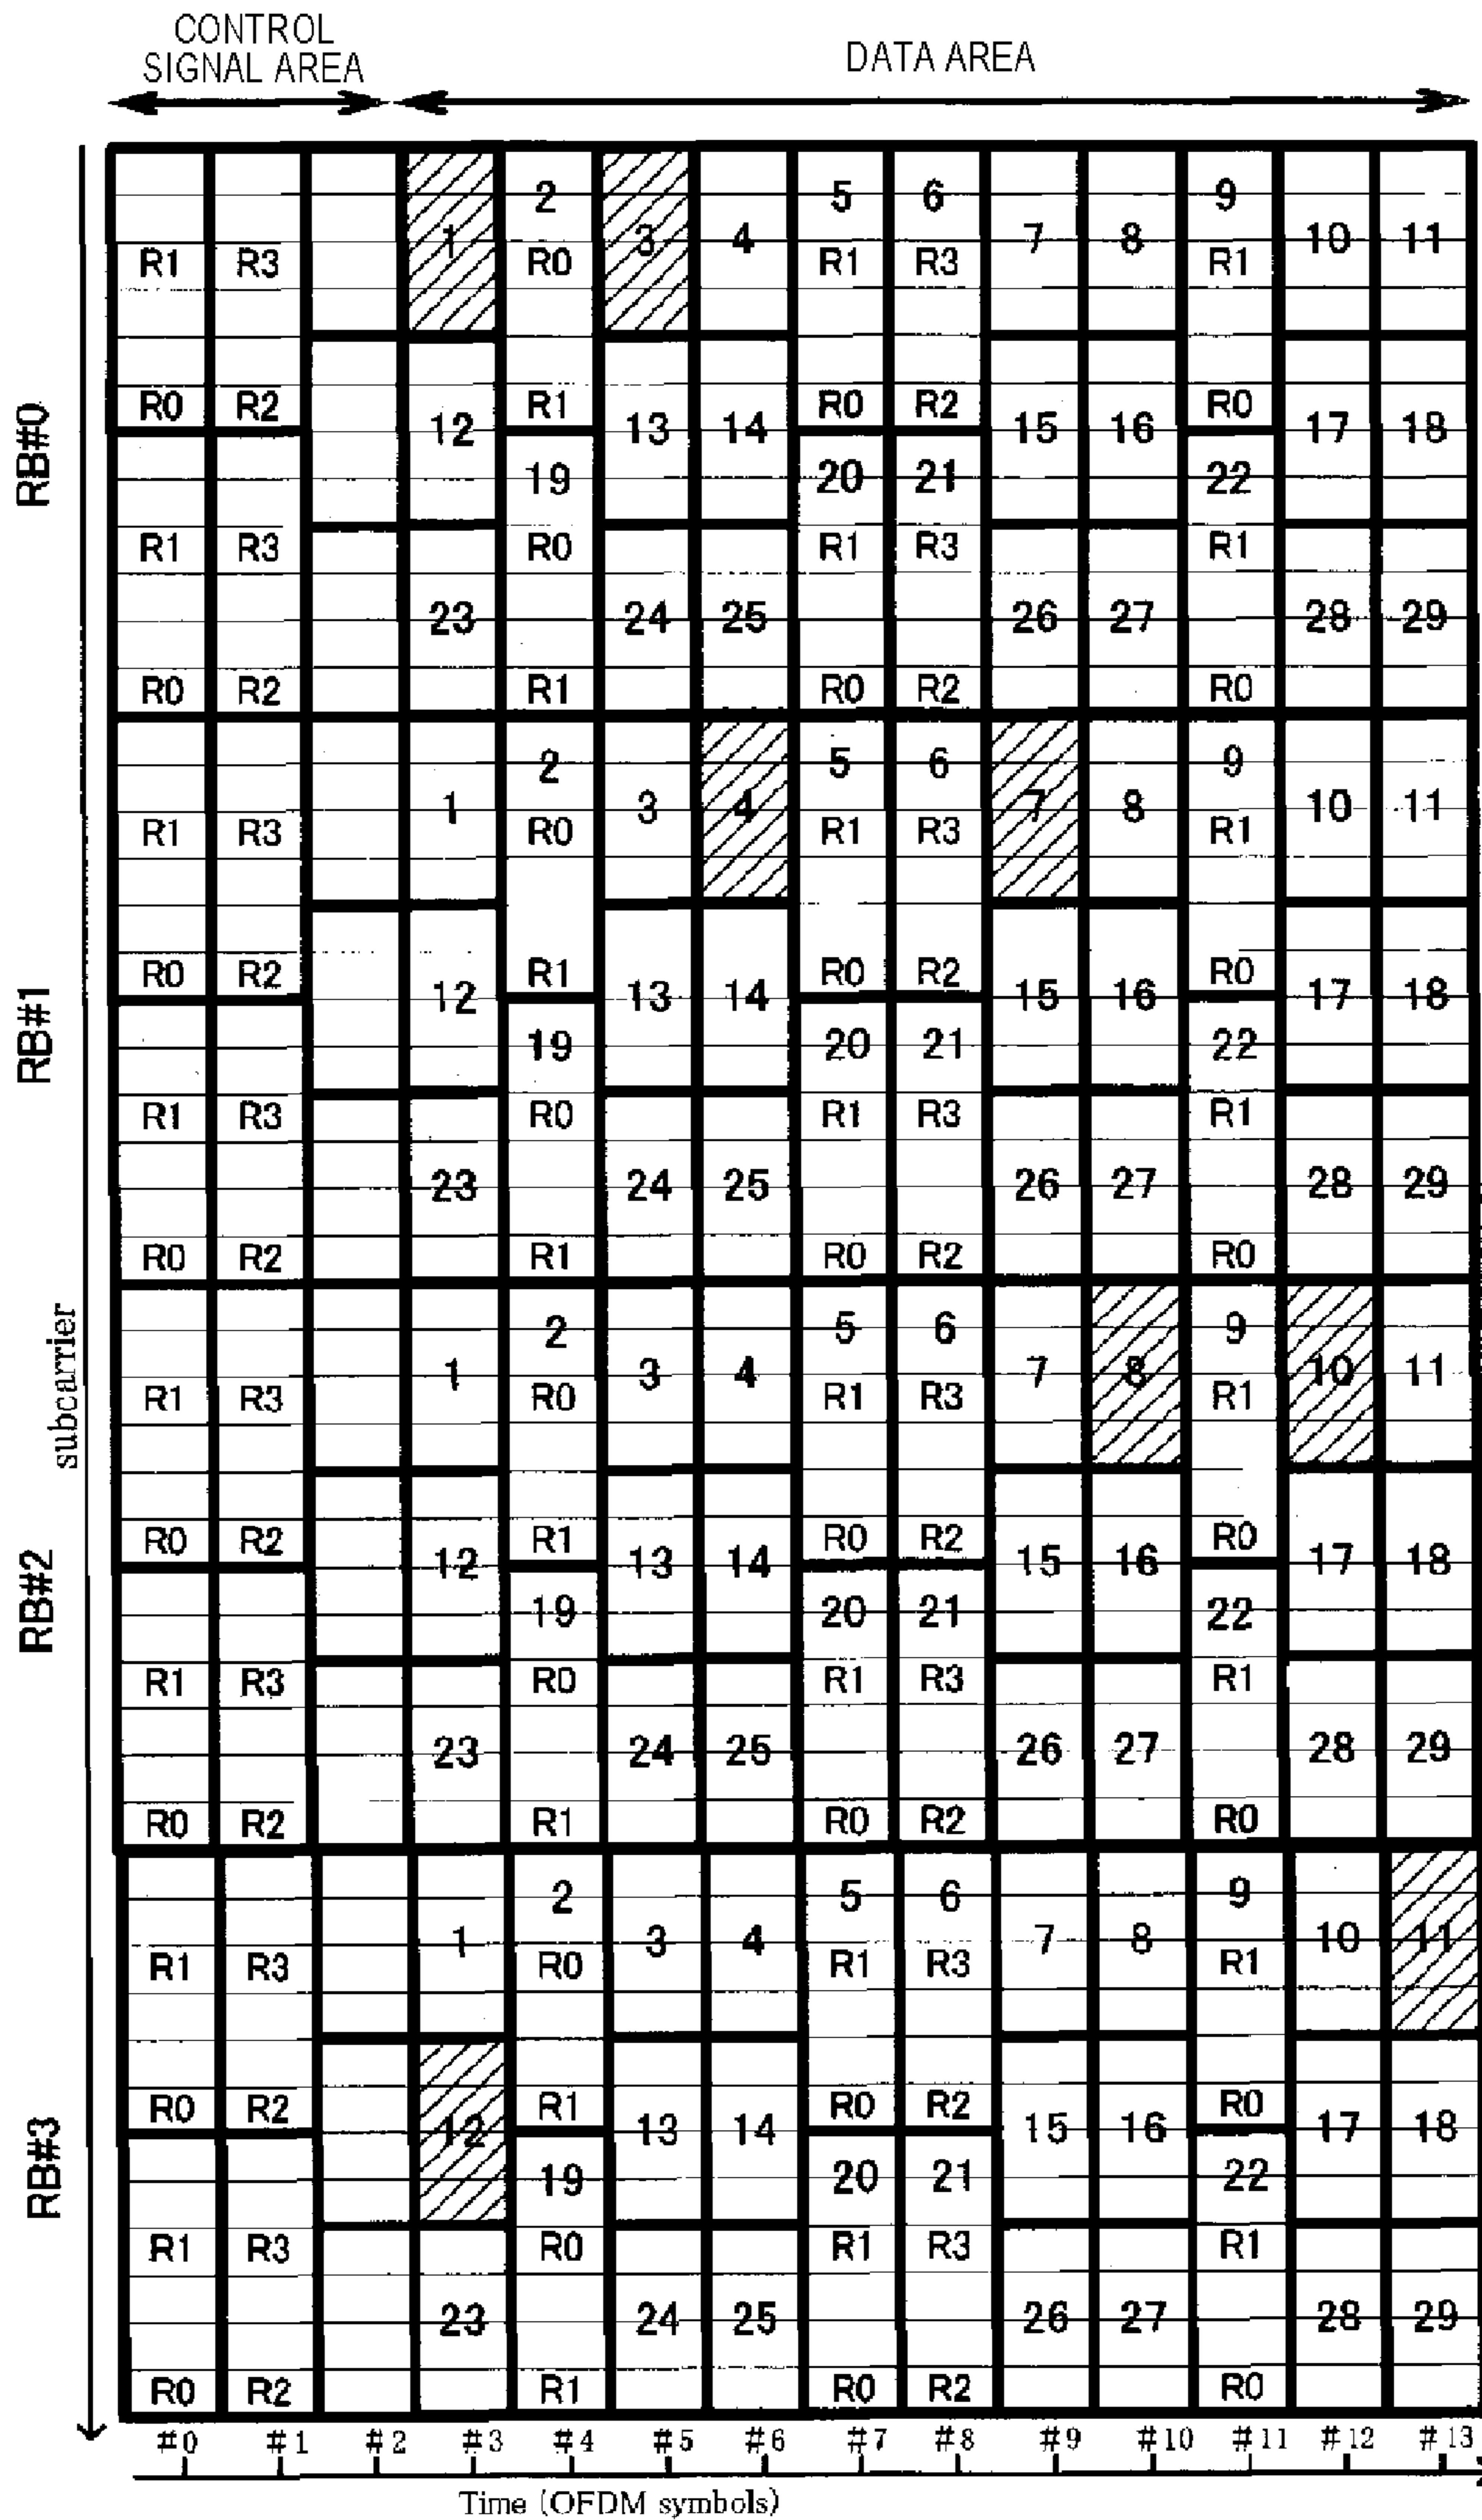 CONTROL
SIGNAL AREA
DATA AREA
RB#0
2 5 6 9
1 3 4 7 8 10 11
R1 R3 R0 R1 R3 R1
R0 R2 R1 R0 R2 R0
12 13 14 15 16 17 18
19 20 21 22
R1 R3 R0 R1 R3 R1
23 24 25 26 27 28 29
R0 R2 R1 R0 R2 R0
RB#1
2 5 6 9
1 3 4 7 8 10 11
R1 R3 R0 R1 R3 R1
R0 R2 R1 R0 R2 R0
12 13 14 15 16 17 18
19 20 21 22
R1 R3 R0 R1 R3 R1
23 24 25 26 27 28 29
R0 R2 R1 R0 R2 R0
subcarrier
RB#2
2 5 6 9
1 3 4 7 8 10 11
R1 R3 R0 R1 R3 R1
R0 R2 R1 R0 R2 R0
12 13 14 15 16 17 18
19 20 21 22
R1 R3 R0 R1 R3 R1
23 24 25 26 27 28 29
R0 R2 R1 R0 R2 R0
RB#3
2 5 6 9
1 3 4 7 8 10 11
R1 R3 R0 R1 R3 R1
R0 R2 R1 R0 R2 R0
12 13 14 15 16 17 18
19 20 21 22
R1 R3 R0 R1 R3 R1
23 24 25 26 27 28 29
R0 R2 R1 R0 R2 R0
#0 #1 #2 #3 #4 #5 #6 #7 #8 #9 #10 #11 #12 #13
Time (OFDM symbols)